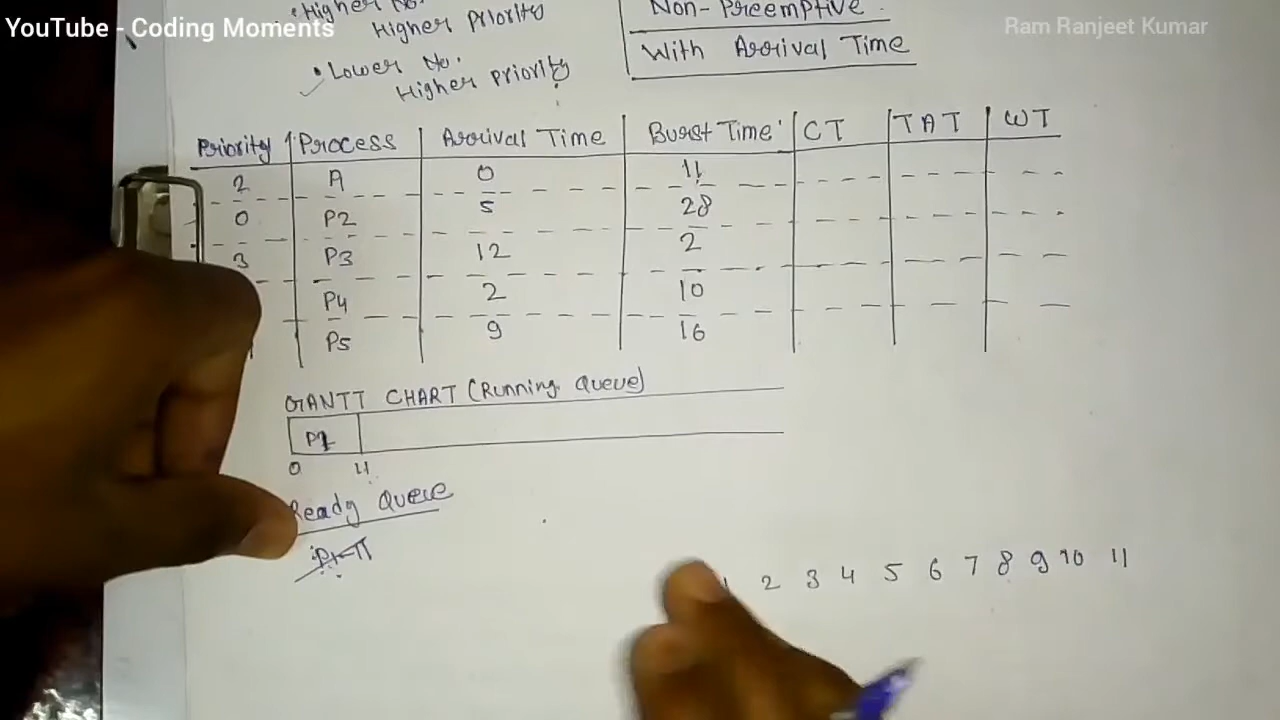 • Higher No.
Higher Priority
• Lower No.
Higher Priority
Non-Preemptive
With Arrival Time
YouTube - Coding Moments
Ram Ranjeet Kumar
Priority Process Arrival Time Burst Time CT TAT WT
2 0 11
0 P2 5 28
3 P3 12 2
P4 2 10
P5 9 16
GANTT CHART (Running Queue)
P1
0 11
Ready Queue
2 3 4 5 6 7 8 9 10 11